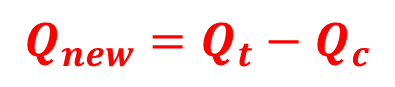 Q_new = Q_t − Q_c